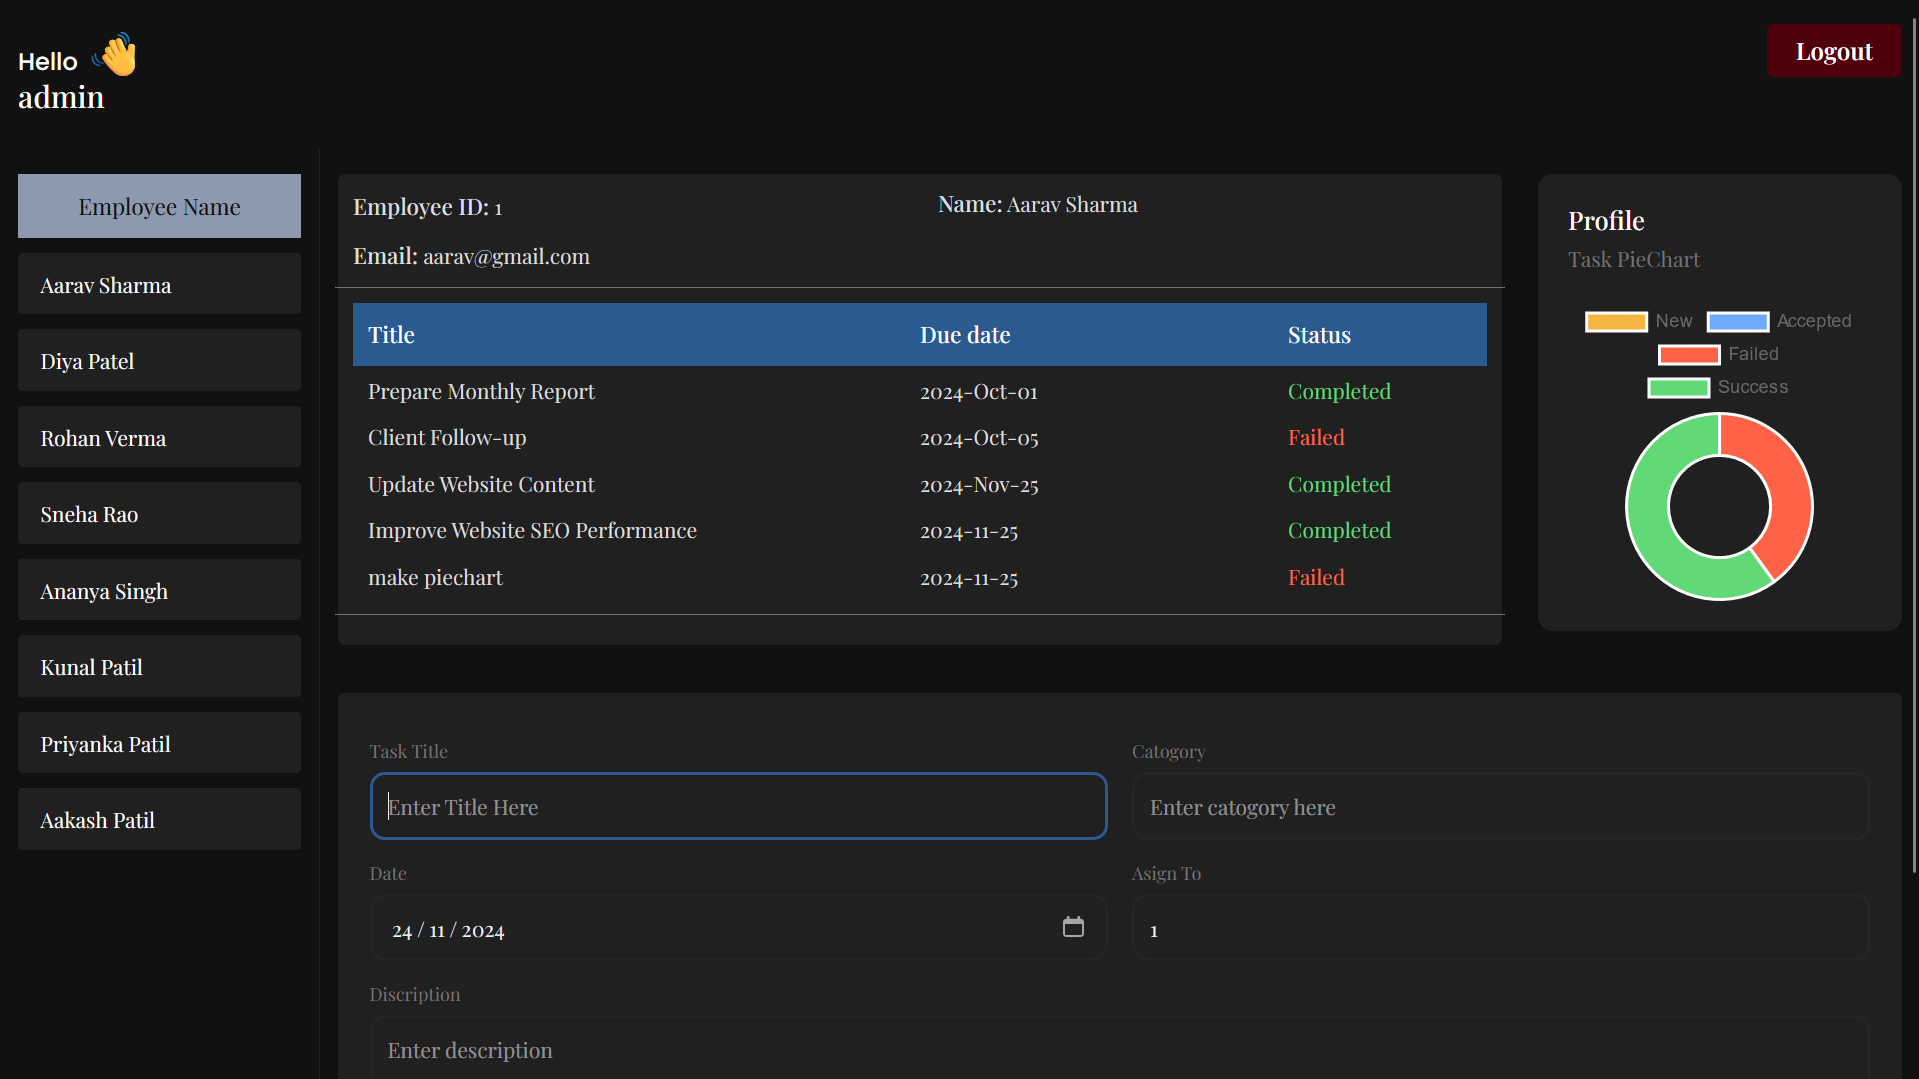 Hello
admin
Logout
Employee Name
Aarav Sharma
Diya Patel
Rohan Verma
Sneha Rao
Ananya Singh
Kunal Patil
Priyanka Patil
Aakash Patil
Employee ID: 1
Name: Aarav Sharma
Email: aarav@gmail.com
Title Due date Status
Prepare Monthly Report 2024-Oct-01 Completed
Client Follow-up 2024-Oct-05 Failed
Update Website Content 2024-Nov-25 Completed
Improve Website SEO Performance 2024-11-25 Completed
make piechart 2024-11-25 Failed
Profile
Task PieChart
New Accepted
Failed
Success
Task Title
Enter Title Here
Catogory
Enter catogory here
Date
24 / 11 / 2024
Asign To
1
Discription
Enter description